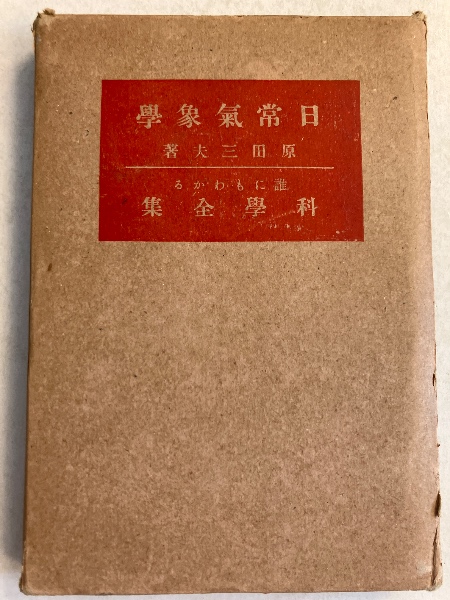 日常氣象學
原田三夫著
誰にもわかる
科學全集